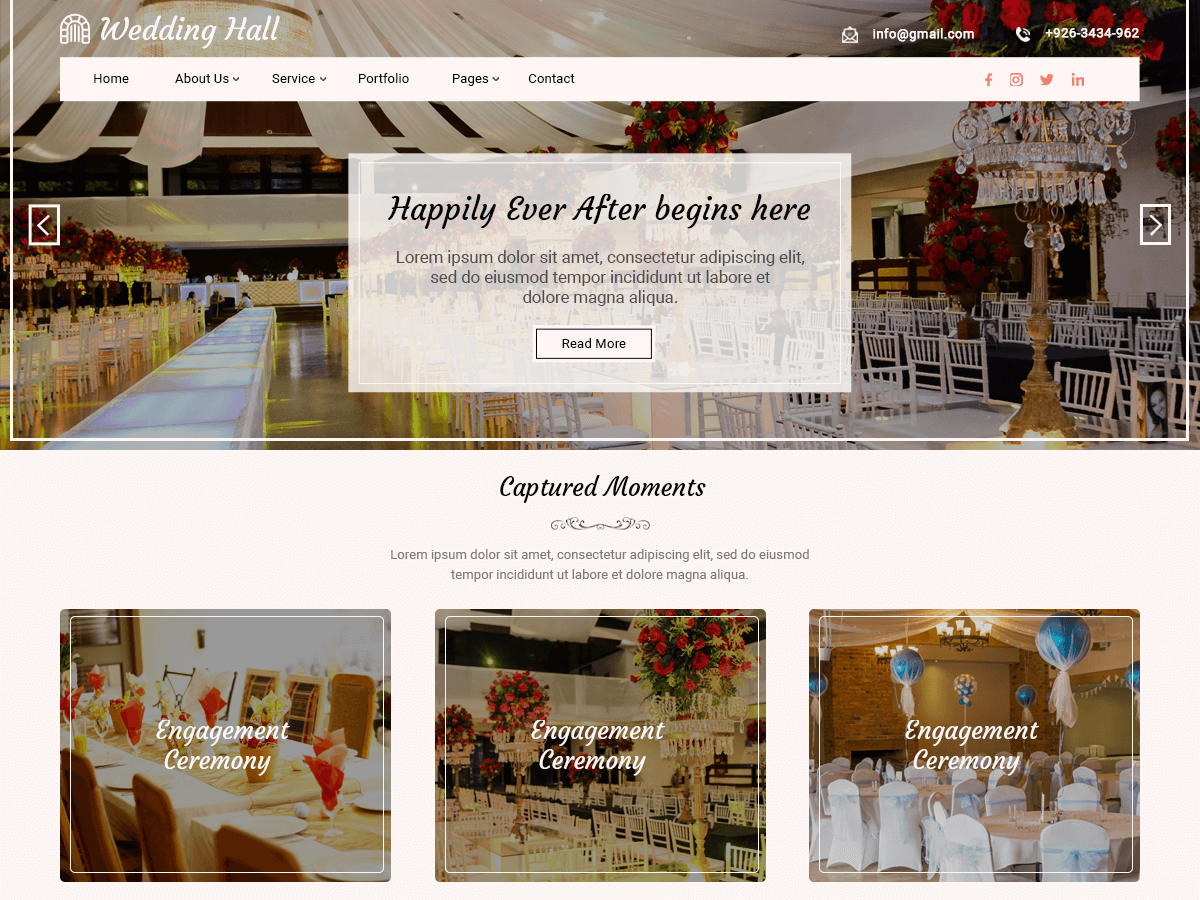 Wedding Hall
info@gmail.com
+926-3434-962
Home
About Us
Service
Portfolio
Pages
Contact
Happily Ever After begins here
Lorem ipsum dolor sit amet, consectetur adipiscing elit,
sed do eiusmod tempor incididunt ut labore et
dolore magna aliqua.
Read More
Captured Moments
Lorem ipsum dolor sit amet, consectetur adipiscing elit, sed do eiusmod
tempor incididunt ut labore et dolore magna aliqua.
Engagement
Ceremony
Engagement
Ceremony
Engagement
Ceremony